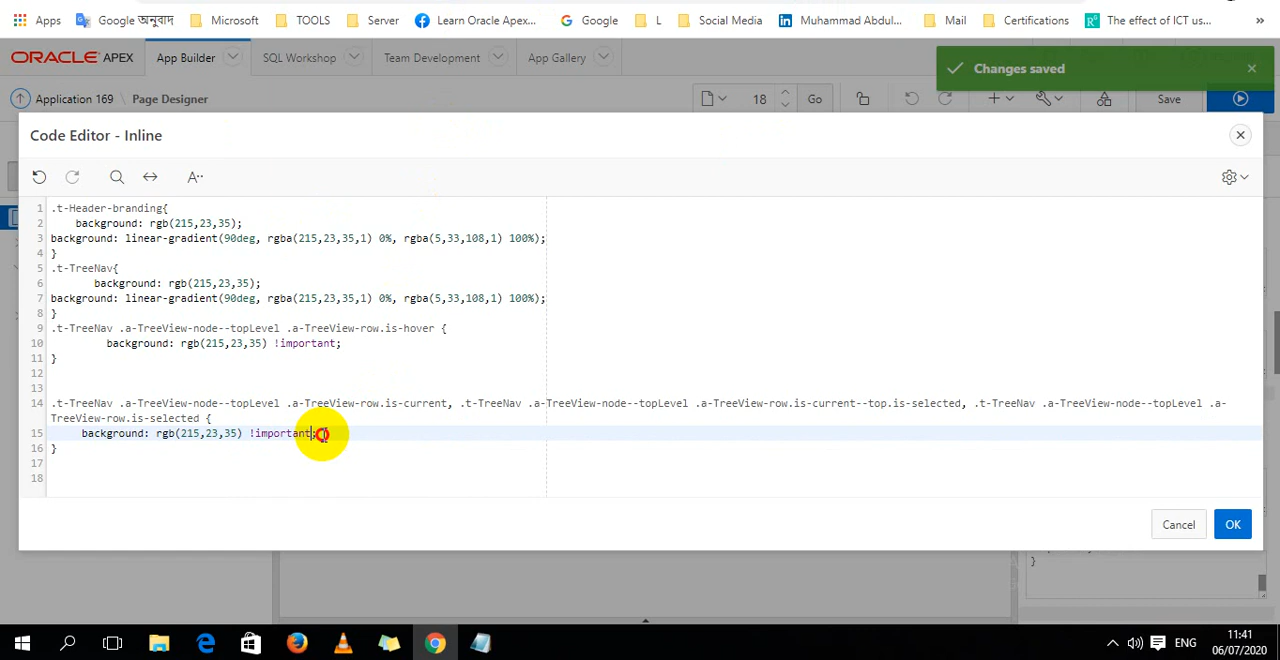 Apps Google অনুবাদ Microsoft TOOLS Server Learn Oracle Apex... Google L Social Media Muhammad Abdul... Mail Certifications The effect of ICT us... »
ORACLE APEX App Builder SQL Workshop Team Development App Gallery
Changes saved
Application 169 Page Designer 18 Go Save
Code Editor - Inline
1 .t-Header-branding{
2 background: rgb(215,23,35);
3 background: linear-gradient(90deg, rgba(215,23,35,1) 0%, rgba(5,33,108,1) 100%);
4 }
5 .t-TreeNav{
6 background: rgb(215,23,35);
7 background: linear-gradient(90deg, rgba(215,23,35,1) 0%, rgba(5,33,108,1) 100%);
8 }
9 .t-TreeNav .a-TreeView-node--topLevel .a-TreeView-row.is-hover {
10 background: rgb(215,23,35) !important;
11 }
12
13
14 .t-TreeNav .a-TreeView-node--topLevel .a-TreeView-row.is-current, .t-TreeNav .a-TreeView-node--topLevel .a-TreeView-row.is-current--top.is-selected, .t-TreeNav .a-TreeView-node--topLevel .a-
TreeView-row.is-selected {
15 background: rgb(215,23,35) !important;
16 }
17
18
Cancel OK
}
ENG
11:41
06/07/2020